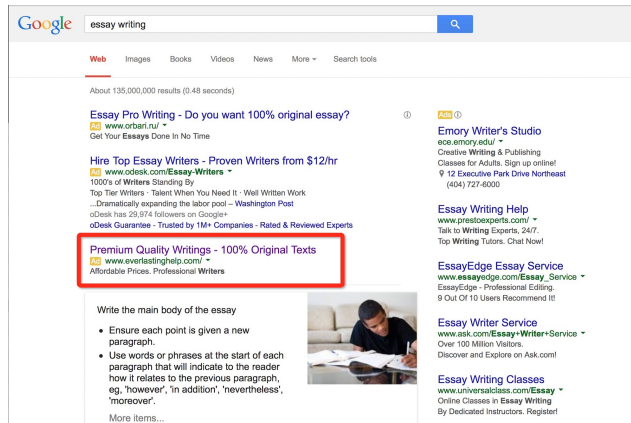 Google
essay writing
Web Images Books Videos News More Search tools
About 135,000,000 results (0.48 seconds)
Essay Pro Writing - Do you want 100% original essay?
Ad www.orbari.ru/
Get Your Essays Done In No Time
Hire Top Essay Writers - Proven Writers from $12/hr
Ad www.odesk.com/Essay-Writers
1000's of Writers Standing By
Top Tier Writers · Talent When You Need It · Well Written Work
...Dramatically expanding the labor pool – Washington Post
oDesk has 29,974 followers on Google+
oDesk Guarantee - Trusted by 1M+ Companies - Rated & Reviewed Experts
Premium Quality Writings - 100% Original Texts
Ad www.everlastinghelp.com/
Affordable Prices. Professional Writers
Write the main body of the essay
• Ensure each point is given a new
paragraph.
• Use words or phrases at the start of each
paragraph that will indicate to the reader
how it relates to the previous paragraph,
eg, 'however', 'in addition', 'nevertheless',
'moreover'.
More items...
Ads
Emory Writer's Studio
ece.emory.edu/
Creative Writing & Publishing
Classes for Adults. Sign up online!
12 Executive Park Drive Northeast
(404) 727-6000
Essay Writing Help
www.prestoexperts.com/
Talk to Writing Experts, 24/7.
Top Writing Tutors. Chat Now!
EssayEdge Essay Service
www.essayedge.com/Essay_Service
EssayEdge - Professional Editing.
9 Out Of 10 Users Recommend It!
Essay Writer Service
www.ask.com/Essay+Writer+Service
Over 100 Million Visitors.
Discover and Explore on Ask.com!
Essay Writing Classes
www.universalclass.com/Essay
Online Classes in Essay Writing
By Dedicated Instructors. Register!